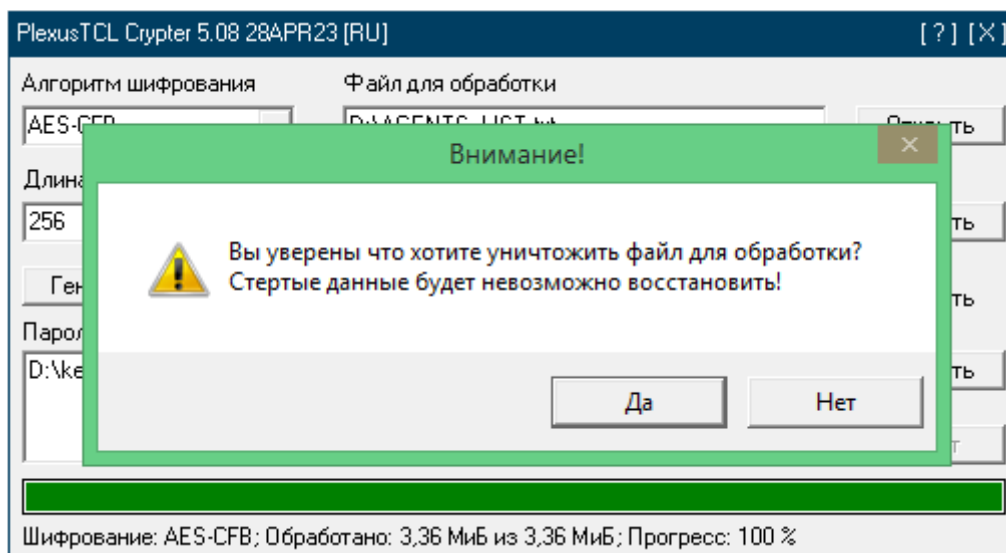 PlexusTCL Crypter 5.08 28APR23 [RU] [ ? ] [X]
Алгоритм шифрования Файл для обработки
Внимание!
256
Вы уверены что хотите уничтожить файл для обработки?
Стертые данные будет невозможно восстановить!
Да Нет
Шифрование: AES-CFB; Обработано: 3,36 МиБ из 3,36 МиБ; Прогресс: 100 %